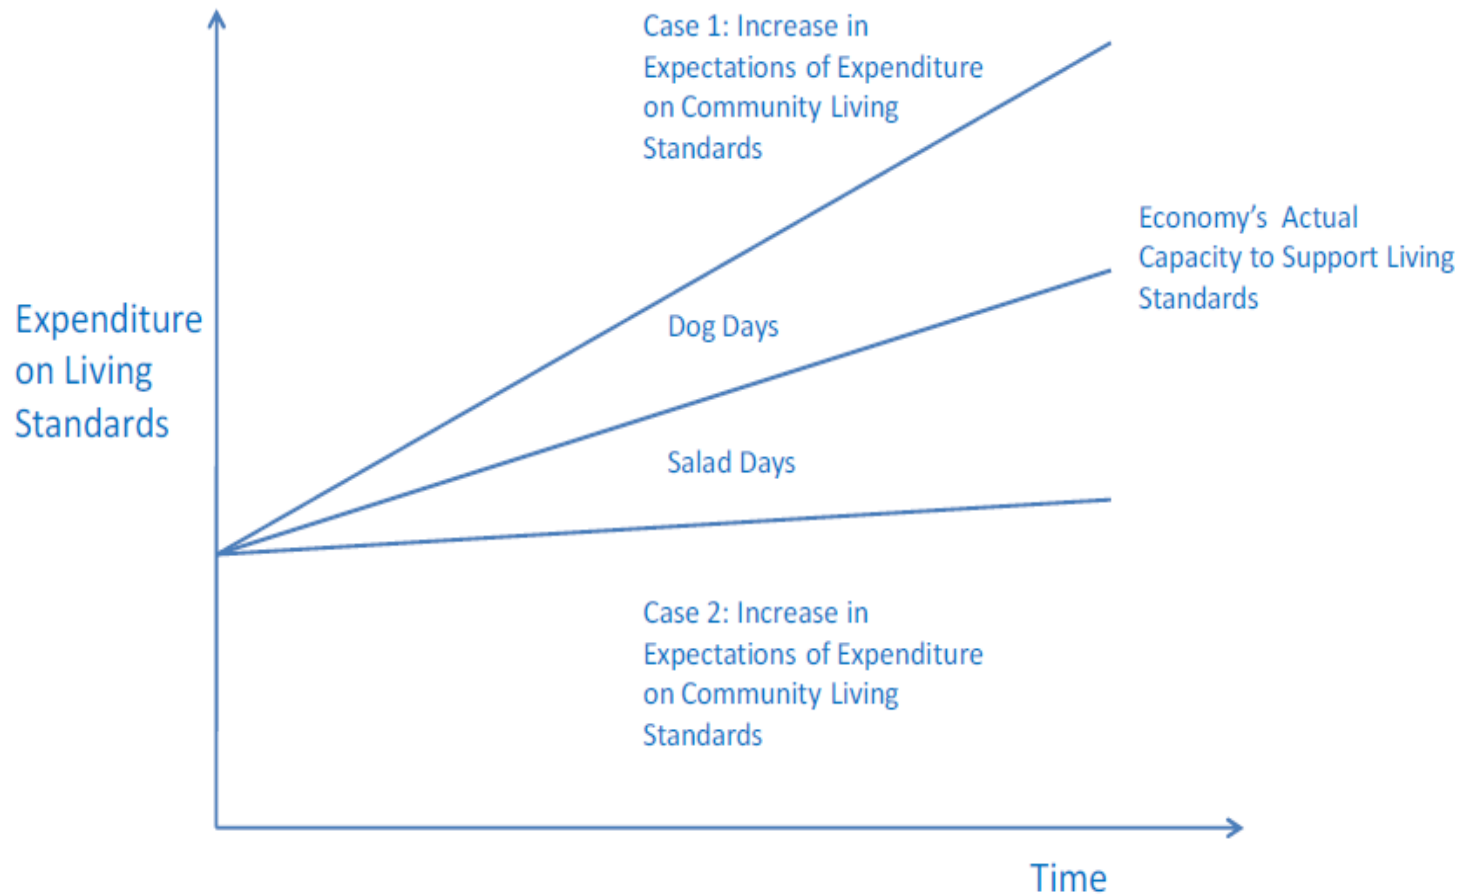 Case 1: Increase in
Expectations of Expenditure
on Community Living
Standards
Economy’s Actual
Capacity to Support Living
Standards
Expenditure
on Living
Standards
Dog Days
Salad Days
Case 2: Increase in
Expectations of Expenditure
on Community Living
Standards
Time